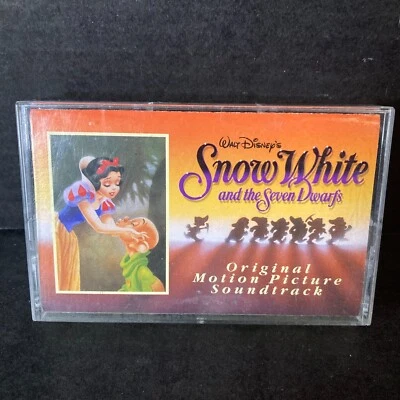 Walt Disney's
Snow White
and the Seven Dwarfs
Original
Motion Picture
Soundtrack